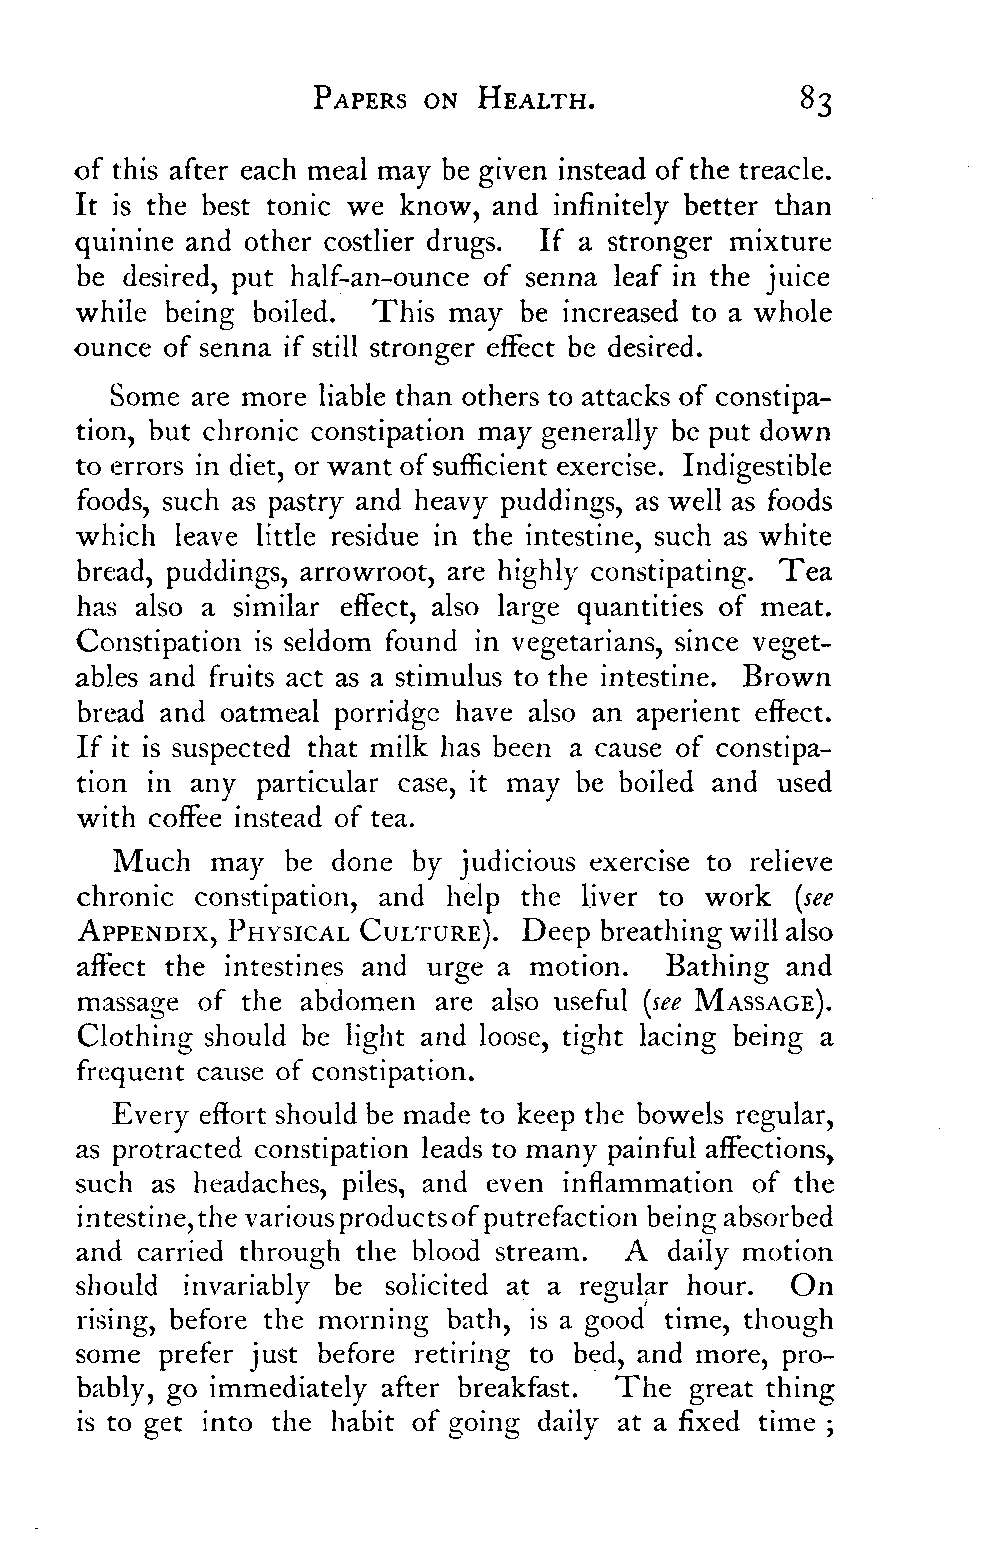 Papers on Health. 83
of this after each meal may be given instead of the treacle.
It is the best tonic we know, and infinitely better than
quinine and other costlier drugs. If a stronger mixture
be desired, put half-an-ounce of senna leaf in the juice
while being boiled. This may be increased to a whole
ounce of senna if still stronger effect be desired.
Some are more liable than others to attacks of constipa-
tion, but chronic constipation may generally be put down
to errors in diet, or want of sufficient exercise. Indigestible
foods, such as pastry and heavy puddings, as well as foods
which leave little residue in the intestine, such as white
bread, puddings, arrowroot, are highly constipating. Tea
has also a similar effect, also large quantities of meat.
Constipation is seldom found in vegetarians, since veget-
ables and fruits act as a stimulus to the intestine. Brown
bread and oatmeal porridge have also an aperient effect.
If it is suspected that milk has been a cause of constipa-
tion in any particular case, it may be boiled and used
with coffee instead of tea.
Much may be done by judicious exercise to relieve
chronic constipation, and help the liver to work (see
Appendix, Physical Culture). Deep breathing will also
affect the intestines and urge a motion. Bathing and
massage of the abdomen are also useful (see Massage).
Clothing should be light and loose, tight lacing being a
frequent cause of constipation.
Every effort should be made to keep the bowels regular,
as protracted constipation leads to many painful affections,
such as headaches, piles, and even inflammation of the
intestine, the various products of putrefaction being absorbed
and carried through the blood stream. A daily motion
should invariably be solicited at a regular hour. On
rising, before the morning bath, is a good time, though
some prefer just before retiring to bed, and more, pro-
bably, go immediately after breakfast. The great thing
is to get into the habit of going daily at a fixed time ;